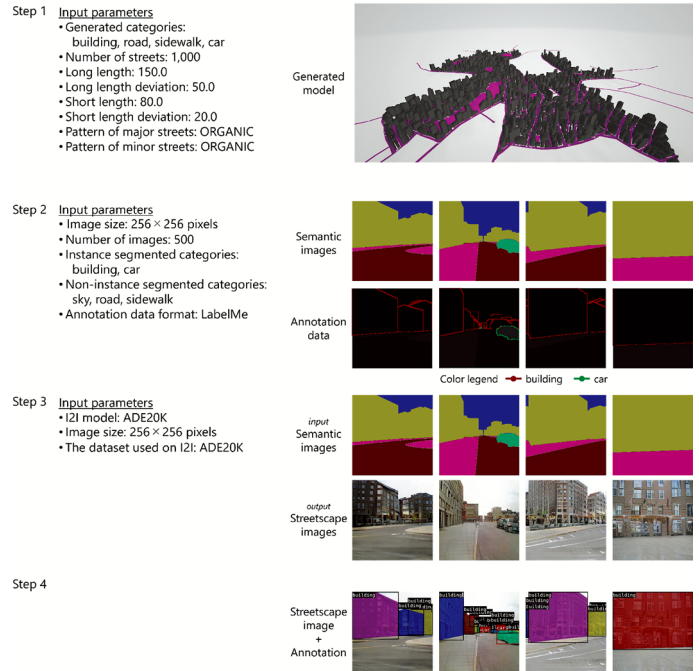 Step 1
Input parameters
• Generated categories:
building, road, sidewalk, car
• Number of streets: 1,000
• Long length: 150.0
• Long length deviation: 50.0
• Short length: 80.0
• Short length deviation: 20.0
• Pattern of major streets: ORGANIC
• Pattern of minor streets: ORGANIC
Generated
model
Step 2
Input parameters
• Image size: 256×256 pixels
• Number of images: 500
• Instance segmented categories:
building, car
• Non-instance segmented categories:
sky, road, sidewalk
• Annotation data format: LabelMe
Semantic
images
Annotation
data
Color legend building car
Step 3
Input parameters
• I2I model: ADE20K
• Image size: 256×256 pixels
• The dataset used on I2I: ADE20K
input
Semantic
images
output
Streetscape
images
Step 4
Streetscape
image
+
Annotation
building
building
building
building
building
building
building
building